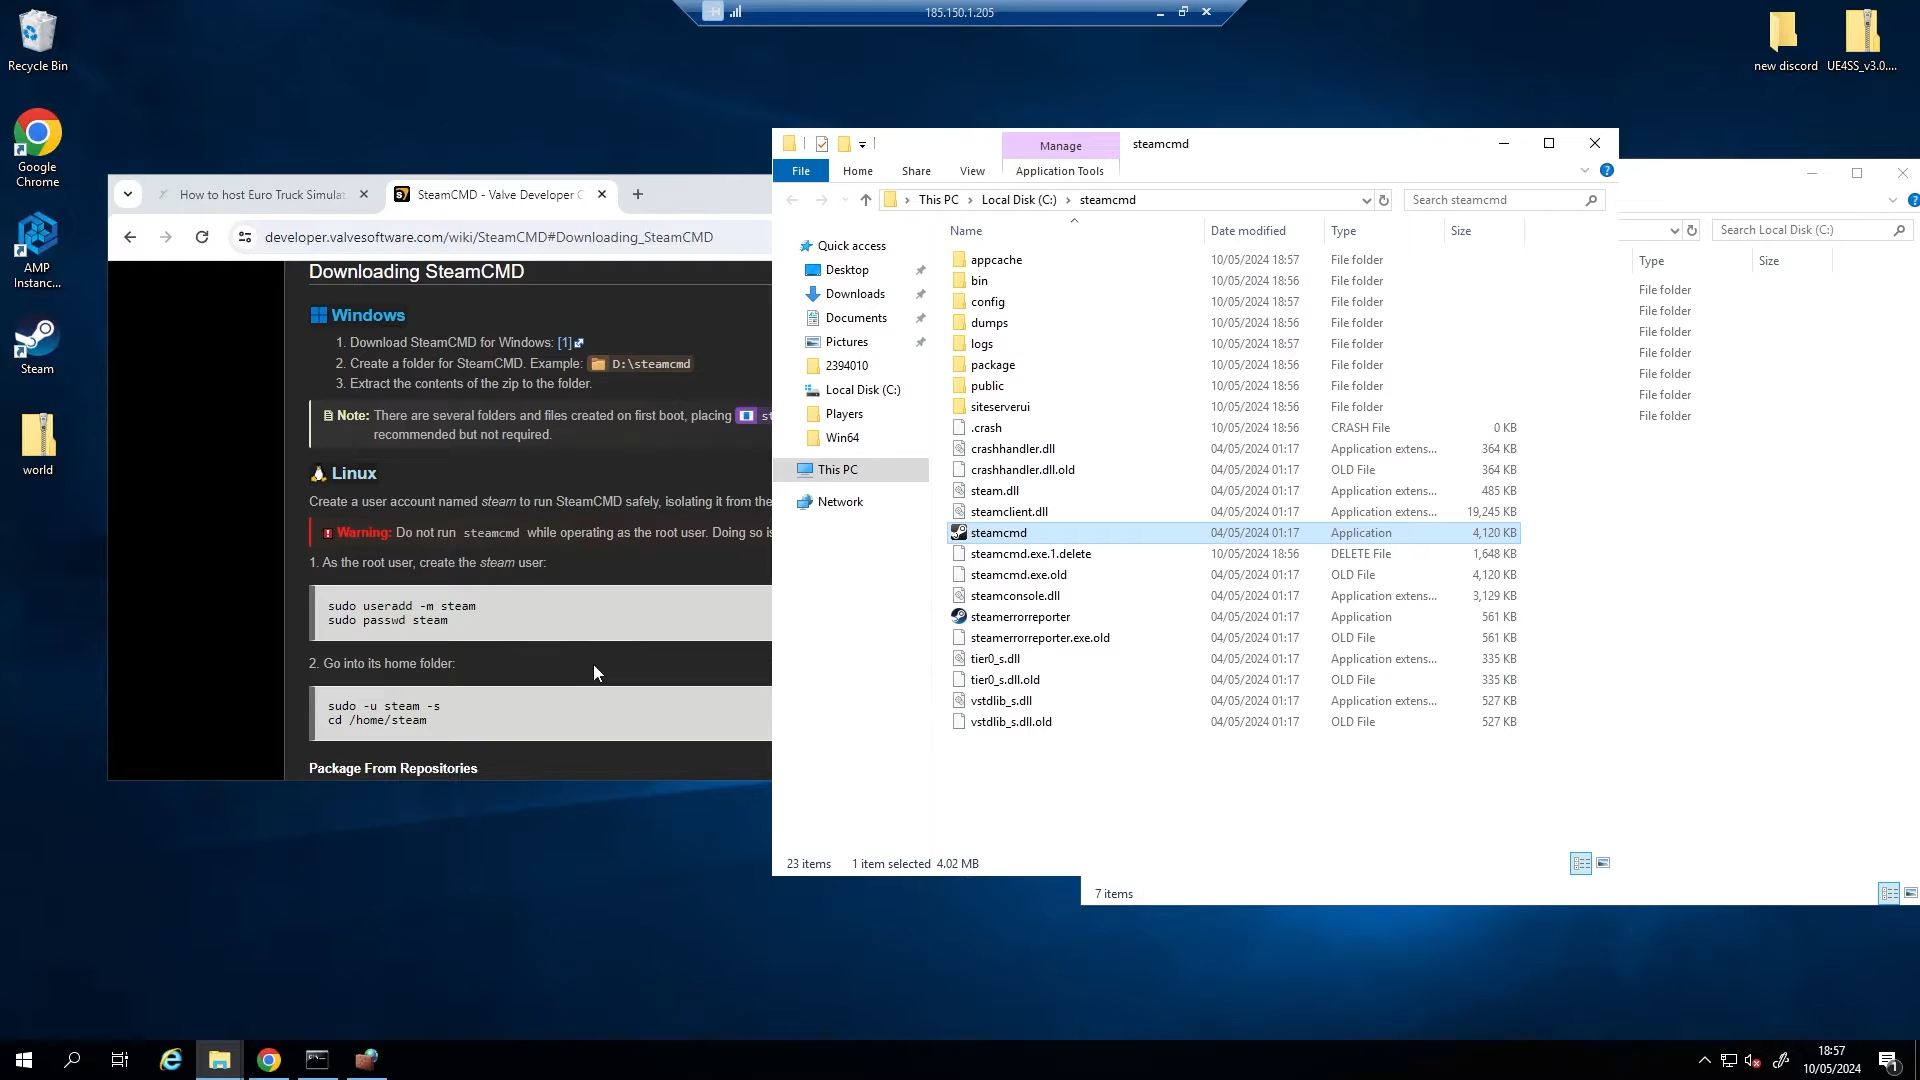 185.150.1.205
Recycle Bin
Google
Chrome
AMP
Instanc...
Steam
world
new discord
UE4SS_v3.0....
How to host Euro Truck Simulat
SteamCMD - Valve Developer C
developer.valvesoftware.com/wiki/SteamCMD#Downloading_SteamCMD
Downloading SteamCMD
Windows
1. Download SteamCMD for Windows: [1]
2. Create a folder for SteamCMD. Example: D:\steamcmd
3. Extract the contents of the zip to the folder.
Note: There are several folders and files created on first boot, placing st
recommended but not required.
Linux
Create a user account named steam to run SteamCMD safely, isolating it from the
Warning: Do not run steamcmd while operating as the root user. Doing so is
1. As the root user, create the steam user:
sudo useradd -m steam
sudo passwd steam
2. Go into its home folder:
sudo -u steam -s
cd /home/steam
Package From Repositories
Manage
steamcmd
File
Home
Share
View
Application Tools
This PC
Local Disk (C:)
steamcmd
Search steamcmd
Quick access
Desktop
Downloads
Documents
Pictures
2394010
Local Disk (C:)
Players
Win64
This PC
Network
Name Date modified Type Size
appcache 10/05/2024 18:57 File folder
bin 10/05/2024 18:56 File folder
config 10/05/2024 18:57 File folder
dumps 10/05/2024 18:56 File folder
logs 10/05/2024 18:57 File folder
package 10/05/2024 18:56 File folder
public 10/05/2024 18:56 File folder
siteserverui 10/05/2024 18:56 File folder
.crash 10/05/2024 18:56 CRASH File 0 KB
crashhandler.dll 04/05/2024 01:17 Application extens... 364 KB
crashhandler.dll.old 04/05/2024 01:17 OLD File 364 KB
steam.dll 04/05/2024 01:17 Application extens... 485 KB
steamclient.dll 04/05/2024 01:17 Application extens... 19,245 KB
steamcmd 04/05/2024 01:17 Application 4,120 KB
steamcmd.exe.1.delete 10/05/2024 18:56 DELETE File 1,648 KB
steamcmd.exe.old 04/05/2024 01:17 OLD File 4,120 KB
steamconsole.dll 04/05/2024 01:17 Application extens... 3,129 KB
steamerrorreporter 04/05/2024 01:17 Application 561 KB
steamerrorreporter.exe.old 04/05/2024 01:17 OLD File 561 KB
tier0_s.dll 04/05/2024 01:17 Application extens... 335 KB
tier0_s.dll.old 04/05/2024 01:17 OLD File 335 KB
vstdlib_s.dll 04/05/2024 01:17 Application extens... 527 KB
vstdlib_s.dll.old 04/05/2024 01:17 OLD File 527 KB
23 items 1 item selected 4.02 MB
Search Local Disk (C:)
Type Size
File folder
File folder
File folder
File folder
File folder
File folder
File folder
7 items
18:57
10/05/2024
1